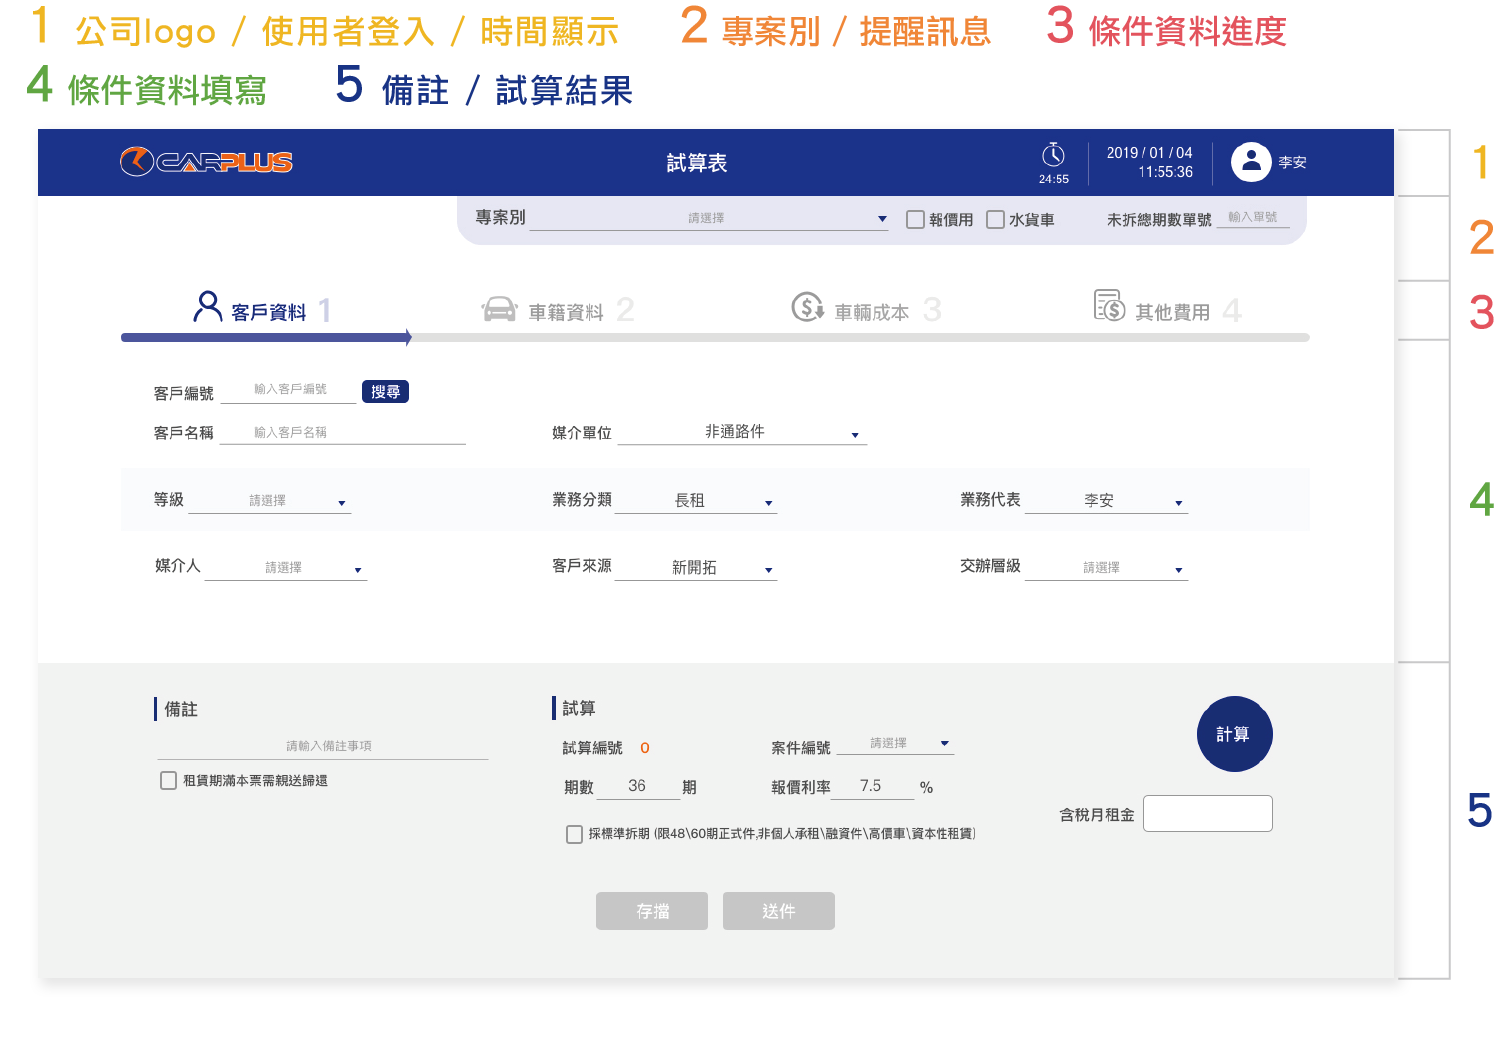 1 公司logo / 使用者登入 / 時間顯示 2 專案別 / 提醒訊息 3 條件資料進度
4 條件資料填寫 5 備註 / 試算結果
CARPLUS 試算表 24:55 2019 / 01 / 04 11:55:36 李安
1
專案別 請選擇 報價用 水貨車 未拆總期數單號 輸入單號
2
客戶資料 1 車籍資料 2 車輛成本 3 其他費用 4
3
客戶編號 輸入客戶編號 搜尋
客戶名稱 輸入客戶名稱 媒介單位 非通路件
等級 請選擇 業務分類 長租 業務代表 李安
4
媒介人 請選擇 客戶來源 新開拓 交辦層級 請選擇
備註 試算
計算
請輸入備註事項 試算編號 0 案件編號 請選擇
租賃期滿本票需親送歸還 期數 36 期 報價利率 7.5 %
含稅月租金
5
採標準拆期 (限48\60期正式件,非個人承租\融資件\高價車\資本性租賃)
存擋 送件